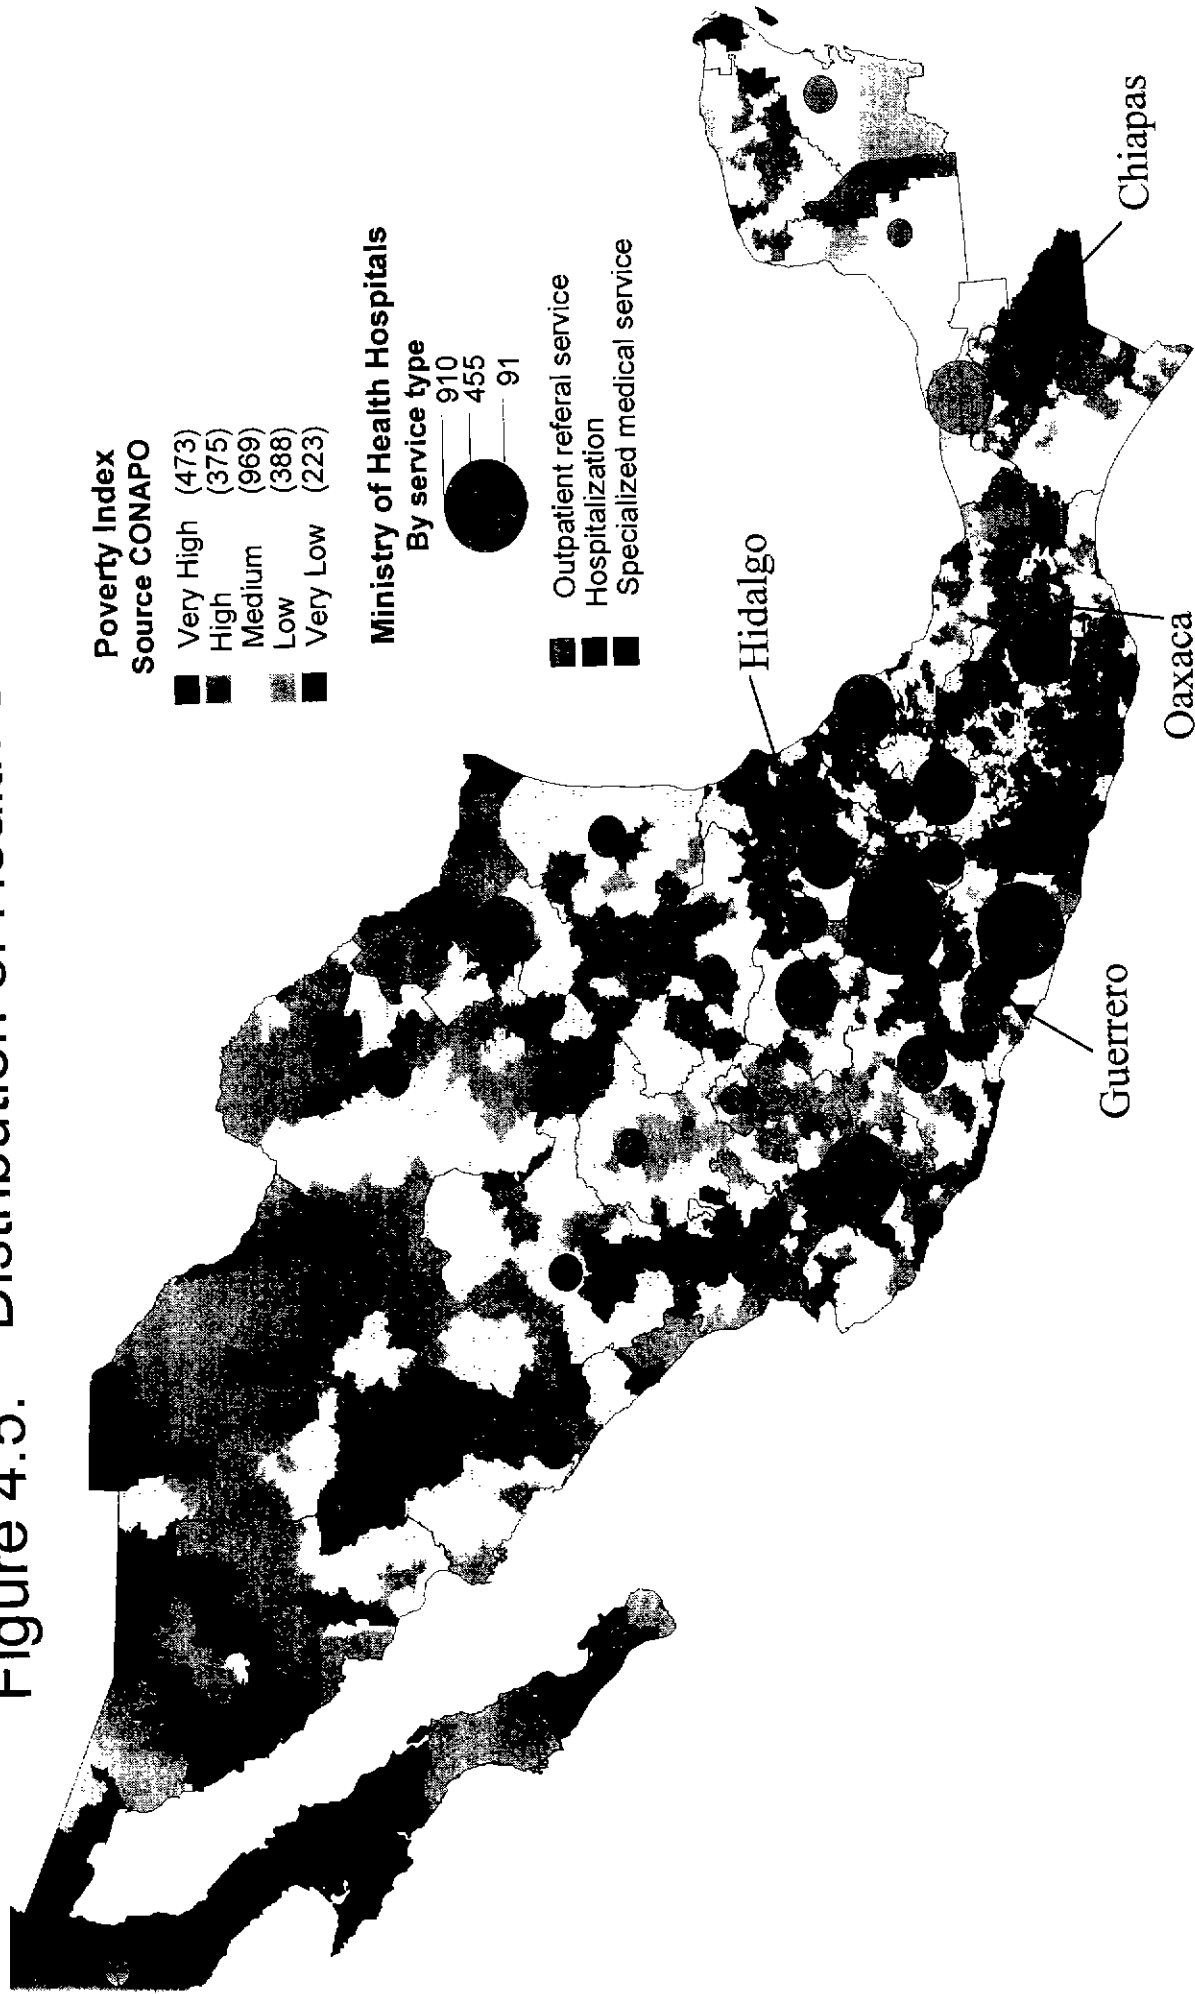 Figure 4.5. Distribution of Health
Poverty Index
Source CONAPO
Very High (473)
High (375)
Medium (969)
Low (388)
Very Low (223)
Ministry of Health Hospitals
By service type
910
455
91
Outpatient referal service
Hospitalization
Specialized medical service
Hidalgo
Chiapas
Oaxaca
Guerrero